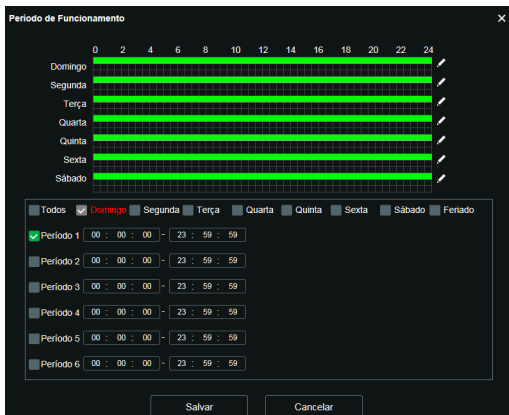 Período de Funcionamento
0 2 4 6 8 10 12 14 16 18 20 22 24
Domingo
Segunda
Terça
Quarta
Quinta
Sexta
Sábado
Todos Domingo Segunda Terça Quarta Quinta Sexta Sábado Feriado
Período 1 00 : 00 : 00 - 23 : 59 : 59
Período 2 00 : 00 : 00 - 23 : 59 : 59
Período 3 00 : 00 : 00 - 23 : 59 : 59
Período 4 00 : 00 : 00 - 23 : 59 : 59
Período 5 00 : 00 : 00 - 23 : 59 : 59
Período 6 00 : 00 : 00 - 23 : 59 : 59
Salvar Cancelar